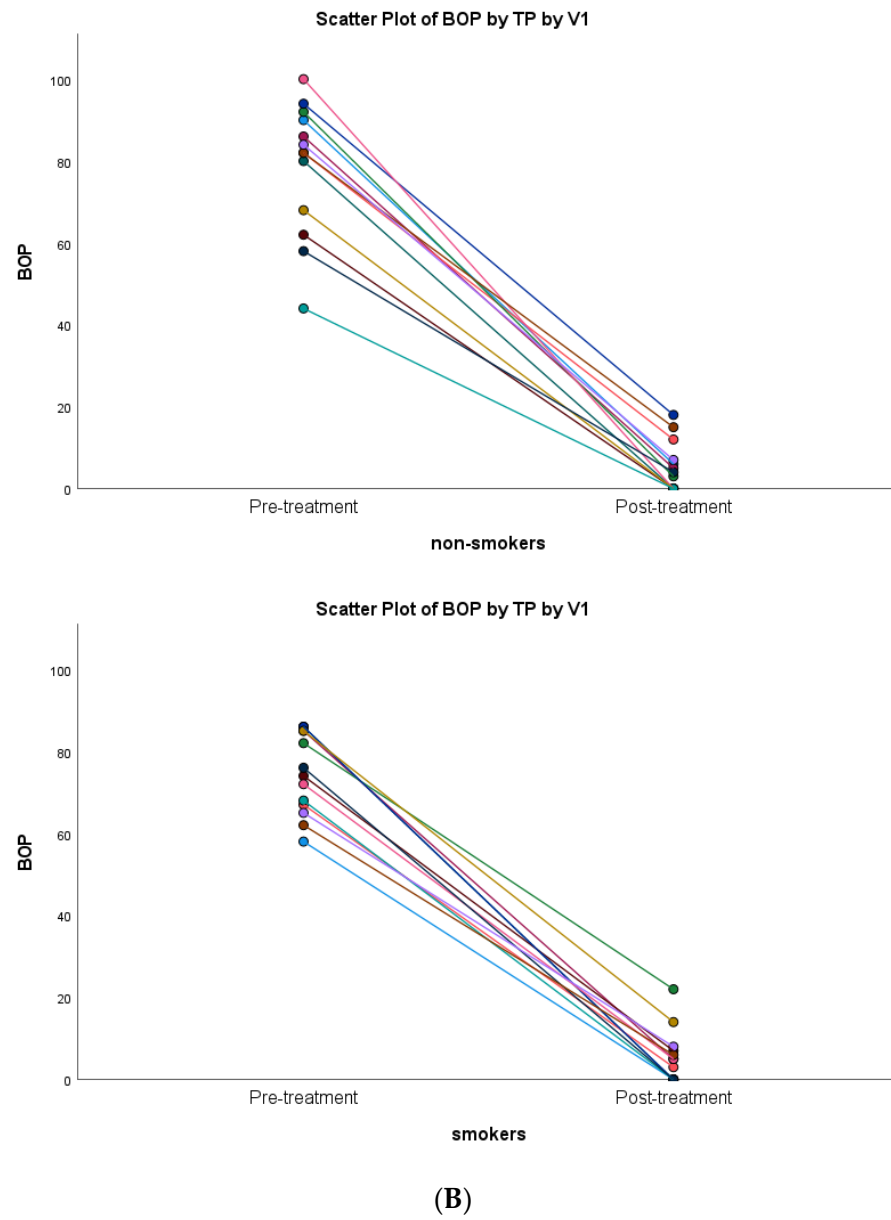 Scatter Plot of BOP by TP by V1
100
80
60
40
20
0
BOP
Pre-treatment Post-treatment
non-smokers
Scatter Plot of BOP by TP by V1
100
80
60
40
20
0
BOP
Pre-treatment Post-treatment
smokers
(B)